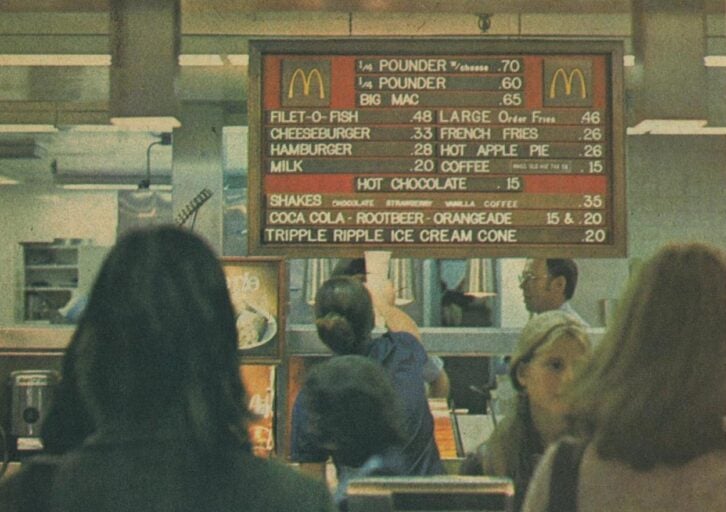 1/4 POUNDER w/cheese .70
1/4 POUNDER .60
BIG MAC .65
FILET-O-FISH .48 LARGE Order Fries .46
CHEESEBURGER .33 FRENCH FRIES .26
HAMBURGER .28 HOT APPLE PIE .26
MILK .20 COFFEE .15
HOT CHOCOLATE .15
SHAKES CHOCOLATE STRAWBERRY VANILLA COFFEE .35
COCA COLA - ROOTBEER - ORANGEADE 15 & .20
TRIPPLE RIPPLE ICE CREAM CONE .20